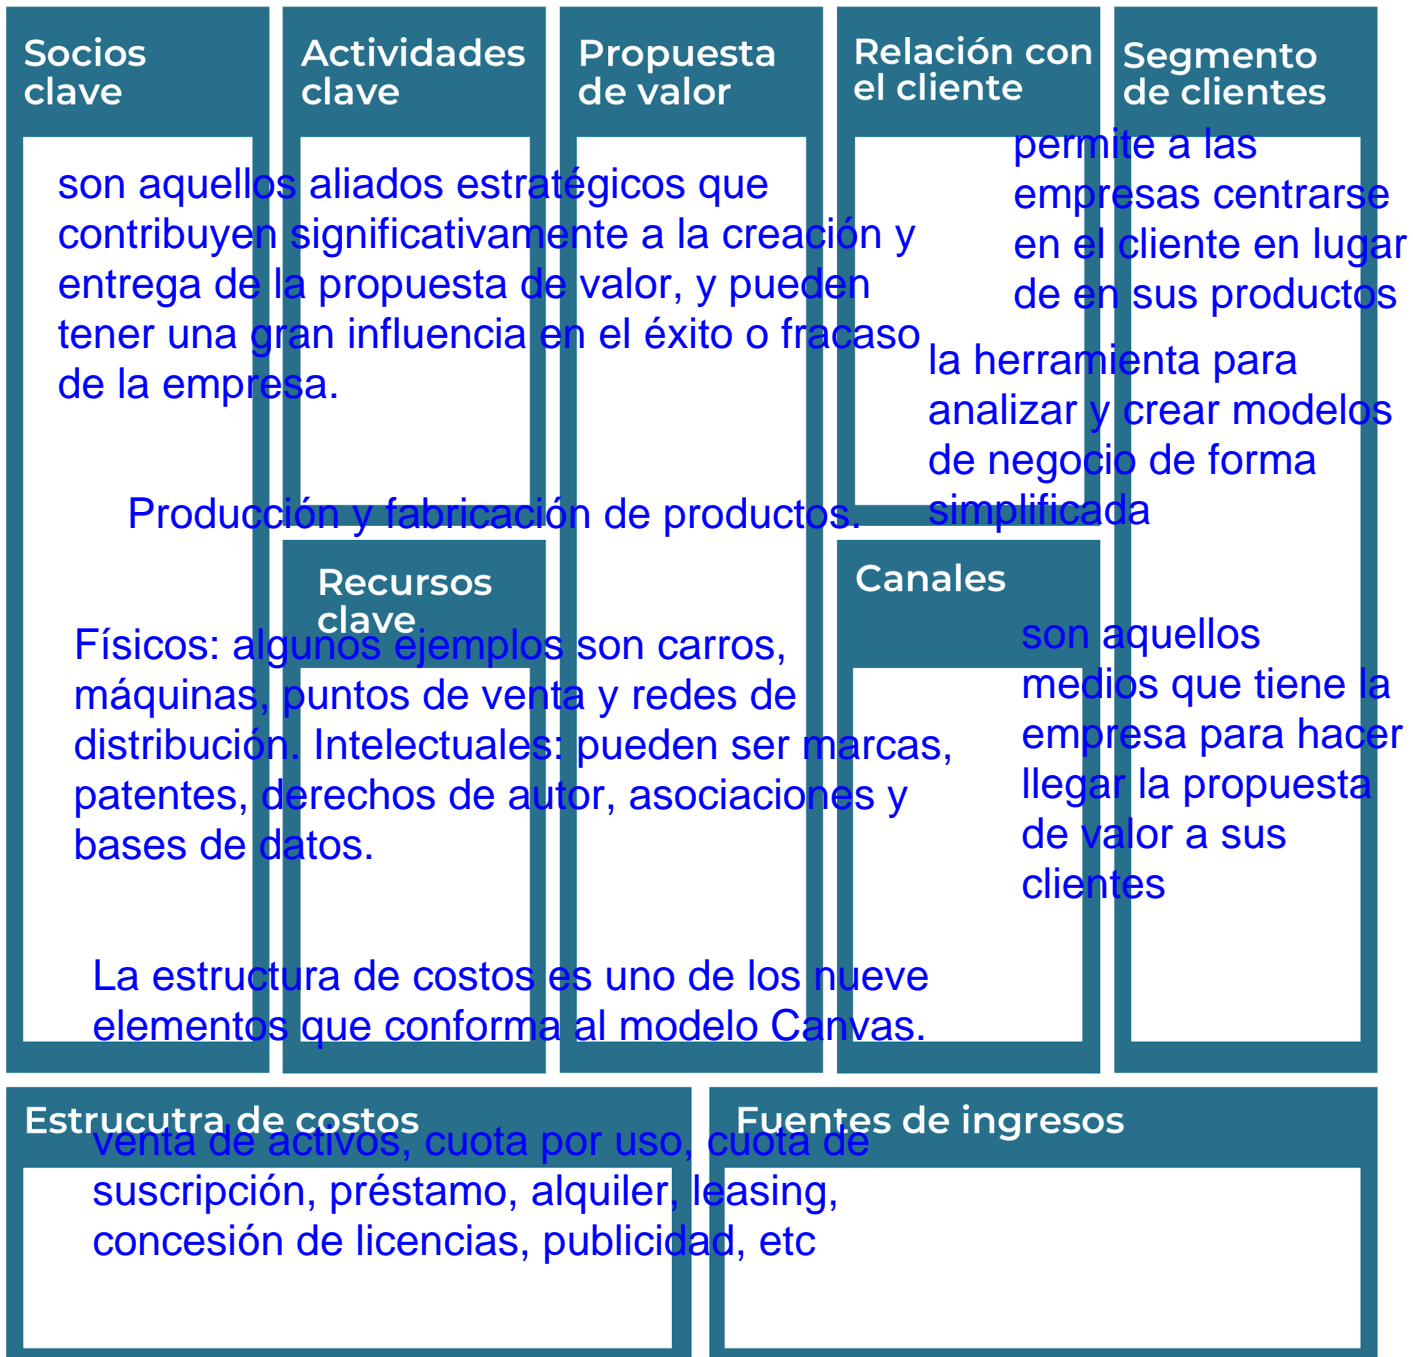 Socios
clave
Actividades
clave
Propuesta
de valor
Relación con
el cliente
Segmento
de clientes
son aquellos aliados estratégicos que
contribuyen significativamente a la creación y
entrega de la propuesta de valor, y pueden
tener una gran influencia en el éxito o fracaso
de la empresa.
permite a las
empresas centrarse
en el cliente en lugar
de en sus productos
la herramienta para
analizar y crear modelos
de negocio de forma
simplificada
Producción y fabricación de productos.
Recursos
clave
Canales
Físicos: algunos ejemplos son carros,
máquinas, puntos de venta y redes de
distribución. Intelectuales: pueden ser marcas,
patentes, derechos de autor, asociaciones y
bases de datos.
son aquellos
medios que tiene la
empresa para hacer
llegar la propuesta
de valor a sus
clientes
La estructura de costos es uno de los nueve
elementos que conforma al modelo Canvas.
Estrucutra de costos
Fuentes de ingresos
venta de activos, cuota por uso, cuota de
suscripción, préstamo, alquiler, leasing,
concesión de licencias, publicidad, etc